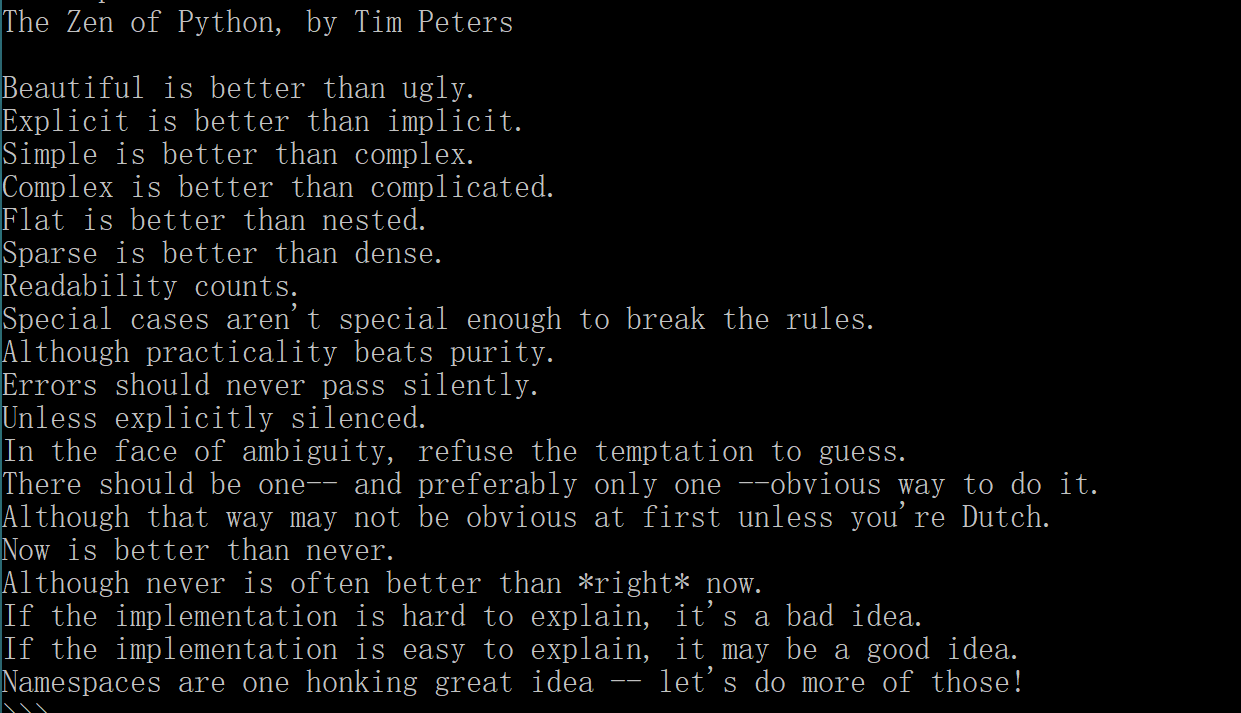 The Zen of Python, by Tim Peters

Beautiful is better than ugly.
Explicit is better than implicit.
Simple is better than complex.
Complex is better than complicated.
Flat is better than nested.
Sparse is better than dense.
Readability counts.
Special cases aren't special enough to break the rules.
Although practicality beats purity.
Errors should never pass silently.
Unless explicitly silenced.
In the face of ambiguity, refuse the temptation to guess.
There should be one-- and preferably only one --obvious way to do it.
Although that way may not be obvious at first unless you're Dutch.
Now is better than never.
Although never is often better than *right* now.
If the implementation is hard to explain, it's a bad idea.
If the implementation is easy to explain, it may be a good idea.
Namespaces are one honking great idea -- let's do more of those!
>>>